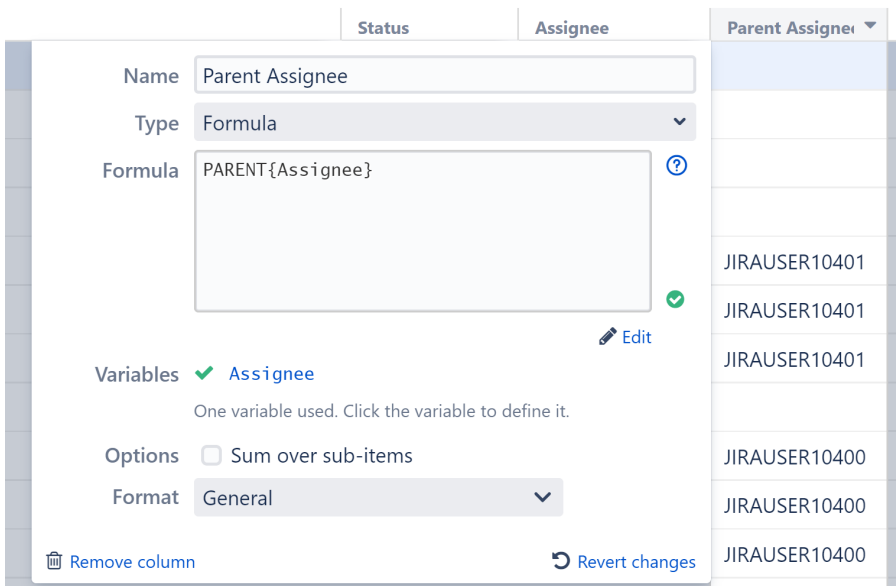 Status Assignee Parent Assignee
Name Parent Assignee
Type Formula
Formula PARENT{Assignee}
JIRAUSER10401
JIRAUSER10401
Edit
JIRAUSER10401
Variables Assignee
One variable used. Click the variable to define it.
Options Sum over sub-items
JIRAUSER10400
Format General
JIRAUSER10400
Remove column Revert changes
JIRAUSER10400